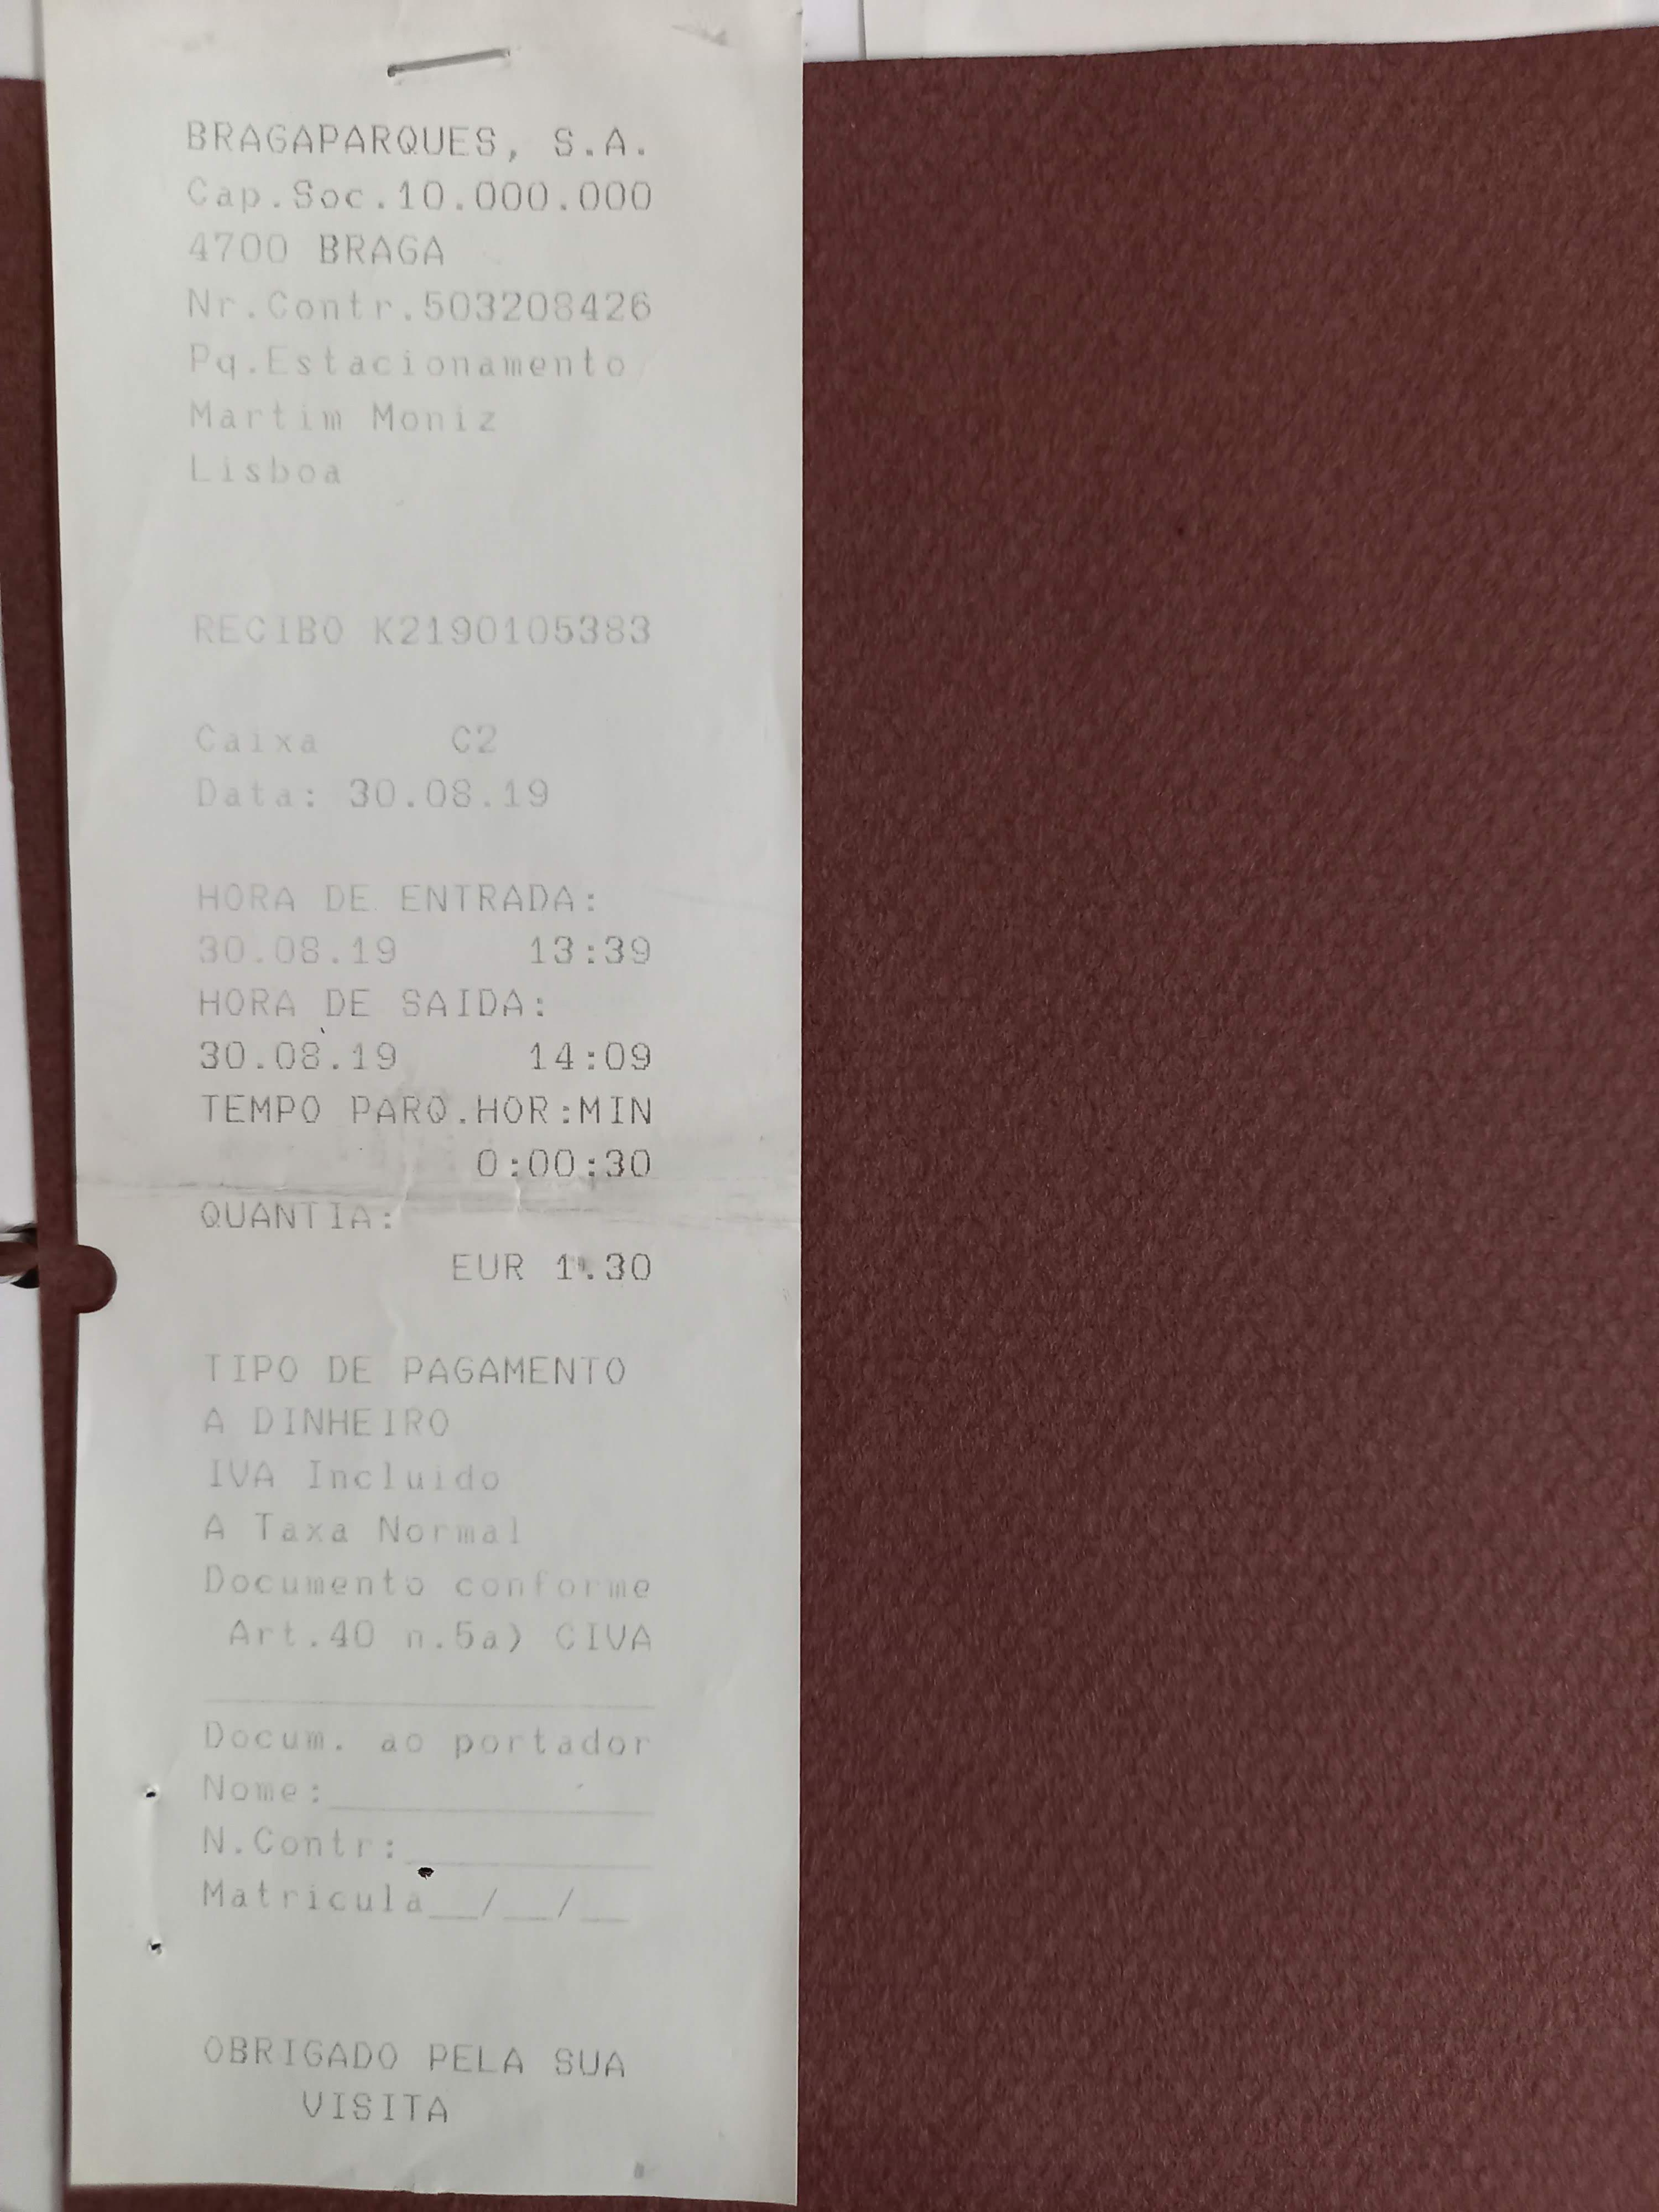 BRAGAPARQUES, S.A.
Cap.Soc.10.000.000
4700 BRAGA
Nr.Contr.503208426
Pq.Estacionamento
Martim Moniz
Lisboa
RECIBO K2190105383
Caixa C2
Data: 30.08.19
HORA DE ENTRADA:
30.08.19 13:39
HORA DE SAIDA:
30.08.19 14:09
TEMPO PARQ.HOR:MIN
0:00:30
QUANTIA:
EUR 1.30
TIPO DE PAGAMENTO
A DINHEIRO
IVA Incluido
A Taxa Normal
Documento conforme
Art.40 n.5a) CIVA
__________________
Docum. ao portador
Nome:_____________
N.Contr:__________
Matricula__/__/__
OBRIGADO PELA SUA
VISITA